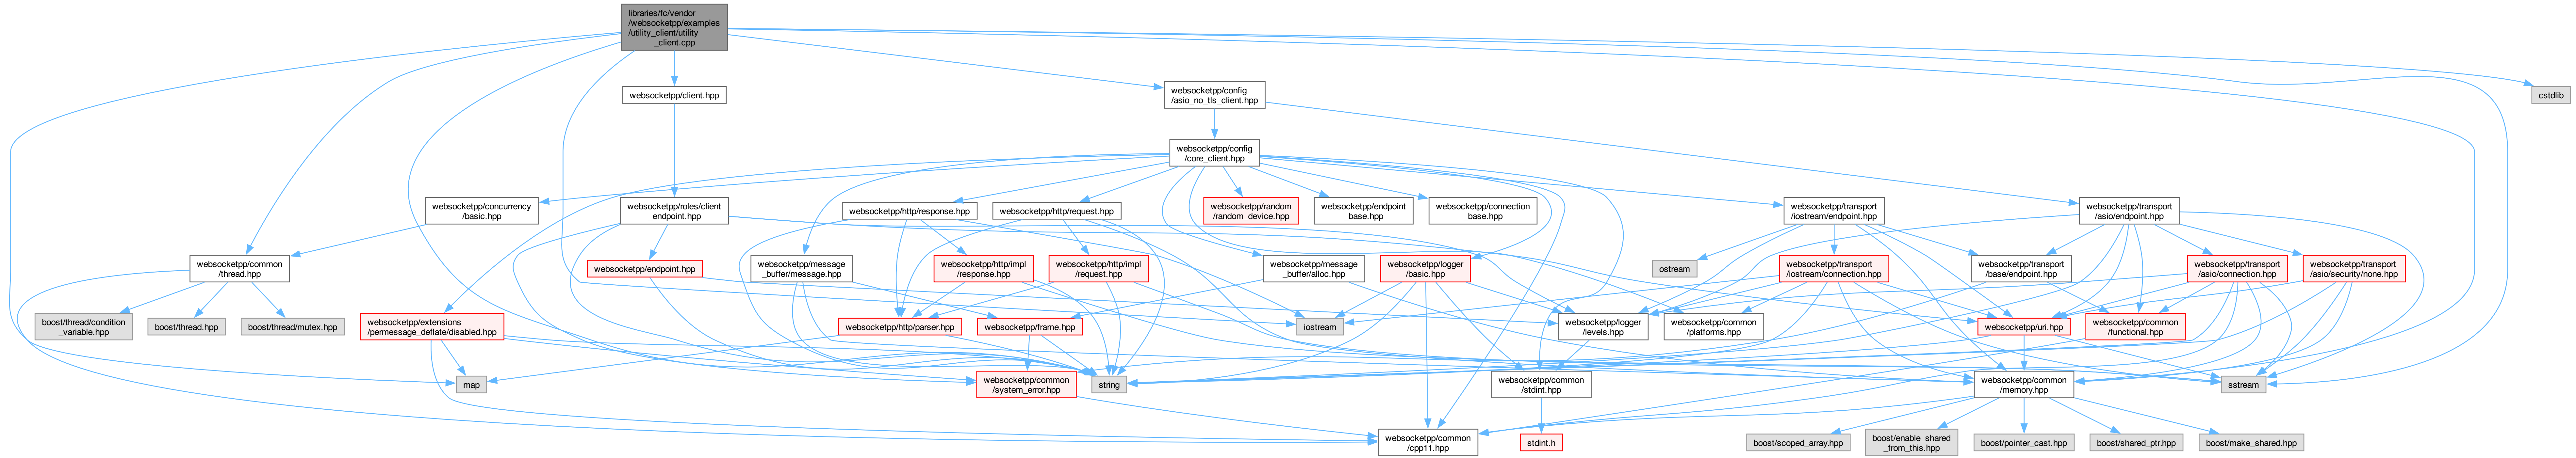 libraries/fc/vendor
/websocketpp/examples
/utility_client/utility
_client.cpp
websocketpp/client.hpp
websocketpp/config
/asio_no_tls_client.hpp
cstdlib
websocketpp/config
/core_client.hpp
websocketpp/concurrency
/basic.hpp
websocketpp/roles/client
_endpoint.hpp
websocketpp/http/response.hpp
websocketpp/http/request.hpp
websocketpp/random
/random_device.hpp
websocketpp/endpoint
_base.hpp
websocketpp/connection
_base.hpp
websocketpp/transport
/iostream/endpoint.hpp
websocketpp/transport
/asio/endpoint.hpp
websocketpp/common
/thread.hpp
websocketpp/endpoint.hpp
websocketpp/message
_buffer/message.hpp
websocketpp/http/impl
/response.hpp
websocketpp/http/impl
/request.hpp
websocketpp/message
_buffer/alloc.hpp
websocketpp/logger
/basic.hpp
ostream
websocketpp/transport
/iostream/connection.hpp
websocketpp/transport
/base/endpoint.hpp
websocketpp/transport
/asio/connection.hpp
websocketpp/transport
/asio/security/none.hpp
boost/thread/condition
_variable.hpp
boost/thread.hpp
boost/thread/mutex.hpp
websocketpp/extensions
/permessage_deflate/disabled.hpp
websocketpp/http/parser.hpp
websocketpp/frame.hpp
iostream
websocketpp/logger
/levels.hpp
websocketpp/common
/platforms.hpp
websocketpp/uri.hpp
websocketpp/common
/functional.hpp
map
websocketpp/common
/system_error.hpp
string
websocketpp/common
/stdint.hpp
websocketpp/common
/memory.hpp
sstream
websocketpp/common
/cpp11.hpp
stdint.h
boost/scoped_array.hpp
boost/enable_shared
_from_this.hpp
boost/pointer_cast.hpp
boost/shared_ptr.hpp
boost/make_shared.hpp